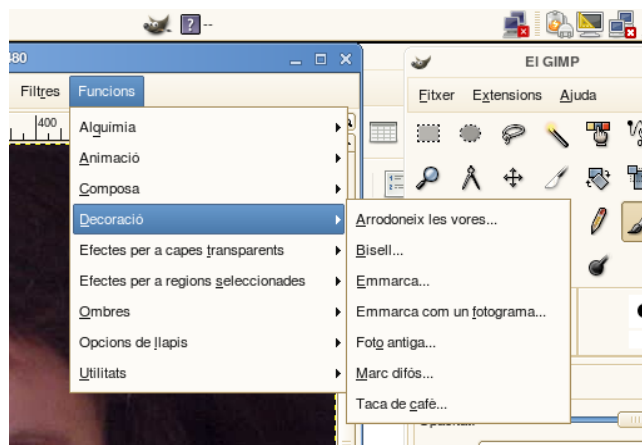 ?
--
480
El GIMP
Filtres
Funcions
Fitxer
Extensions
Ajuda
400
Alquímia
Animació
Composa
Decoració
Efectes per a capes transparents
Efectes per a regions seleccionades
Ombres
Opcions de llapis
Utilitats
Arrodoneix les vores...
Bisell...
Emmarca...
Emmarca com un fotograma...
Foto antiga...
Marc difós...
Taca de cafè...